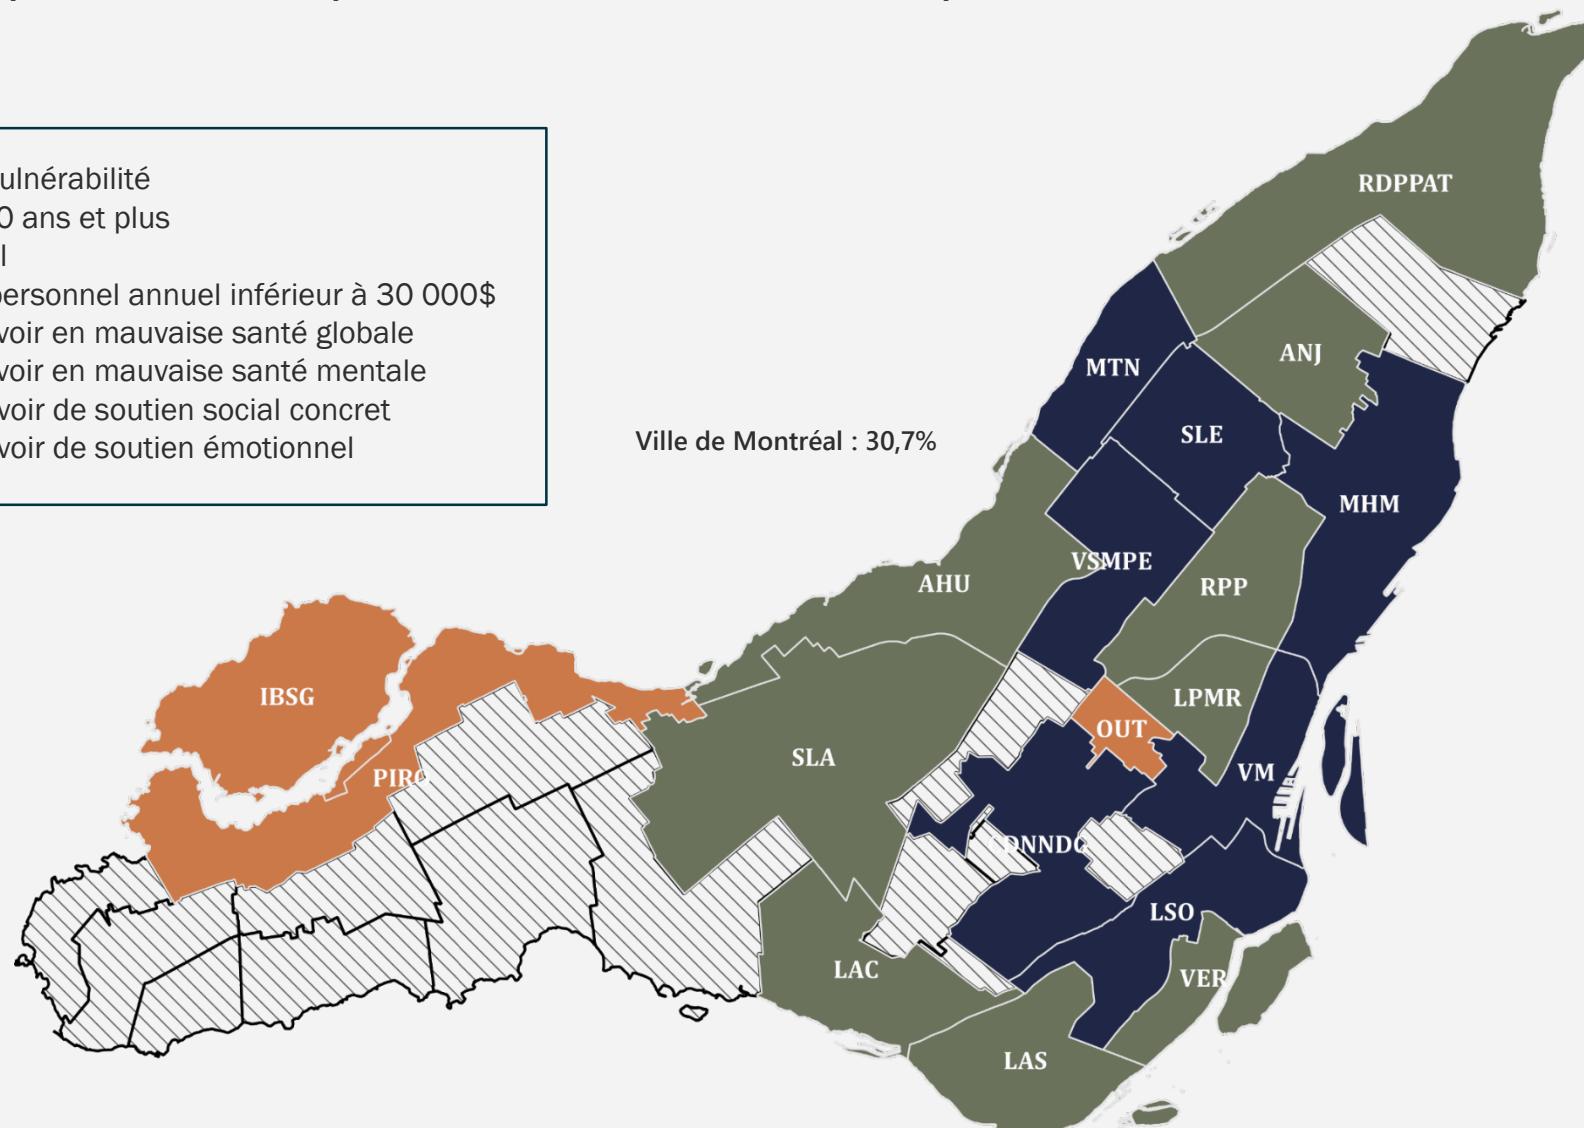 ulnérabilité
0 ans et plus
l
personnel annuel inférieur à 30 000$
voir en mauvaise santé globale
voir en mauvaise santé mentale
voir de soutien social concret
voir de soutien émotionnel
Ville de Montréal : 30,7%
RDPPAT
ANJ
MTN
SLE
MHM
VSMPE
AHU
RPP
IBSG
LPMR
OUT
SLA
VM
PIRO
CDNNDG
LSO
LAC
VER
LAS